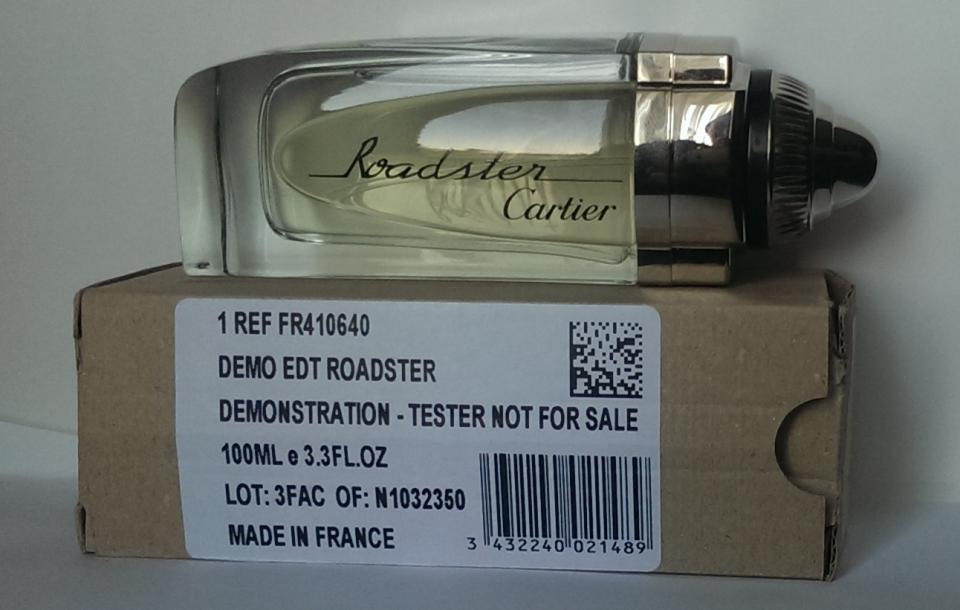 Roadster
Cartier
1 REF FR410640
DEMO EDT ROADSTER
DEMONSTRATION - TESTER NOT FOR SALE
100ML e 3.3FL.OZ
LOT: 3FAC OF: N1032350
MADE IN FRANCE
3 432240 021489